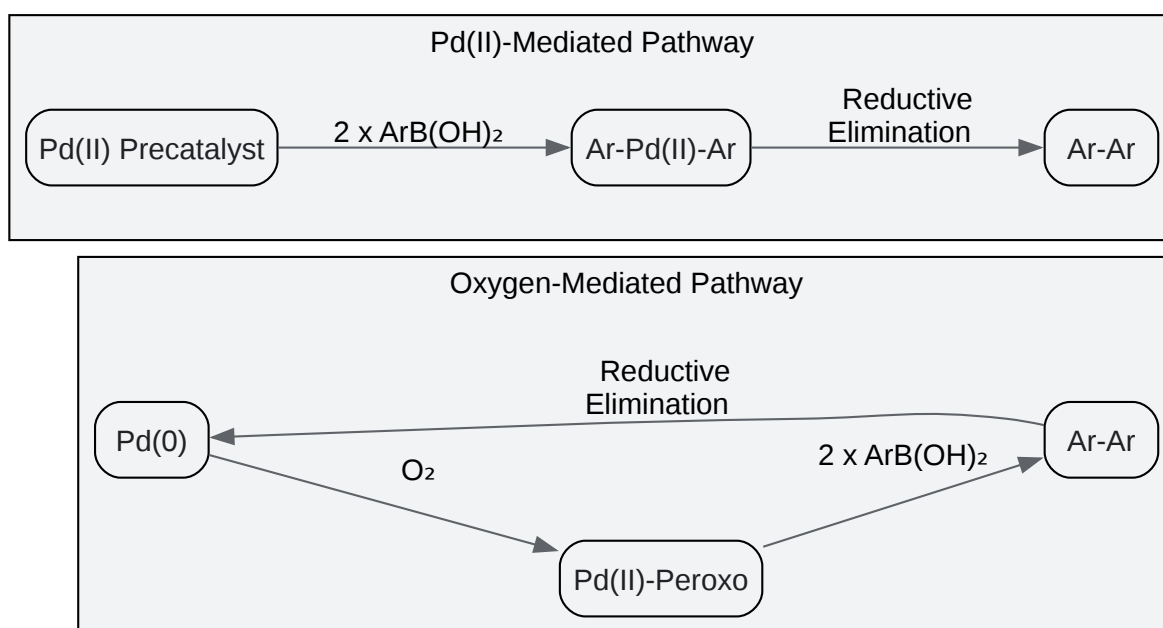 Pd(II)-Mediated Pathway
Pd(II) Precatalyst
2 x ArB(OH)₂
Ar-Pd(II)-Ar
Reductive
Elimination
Ar-Ar
Oxygen-Mediated Pathway
Reductive
Elimination
Pd(0)
O₂
2 x ArB(OH)₂
Ar-Ar
Pd(II)-Peroxo